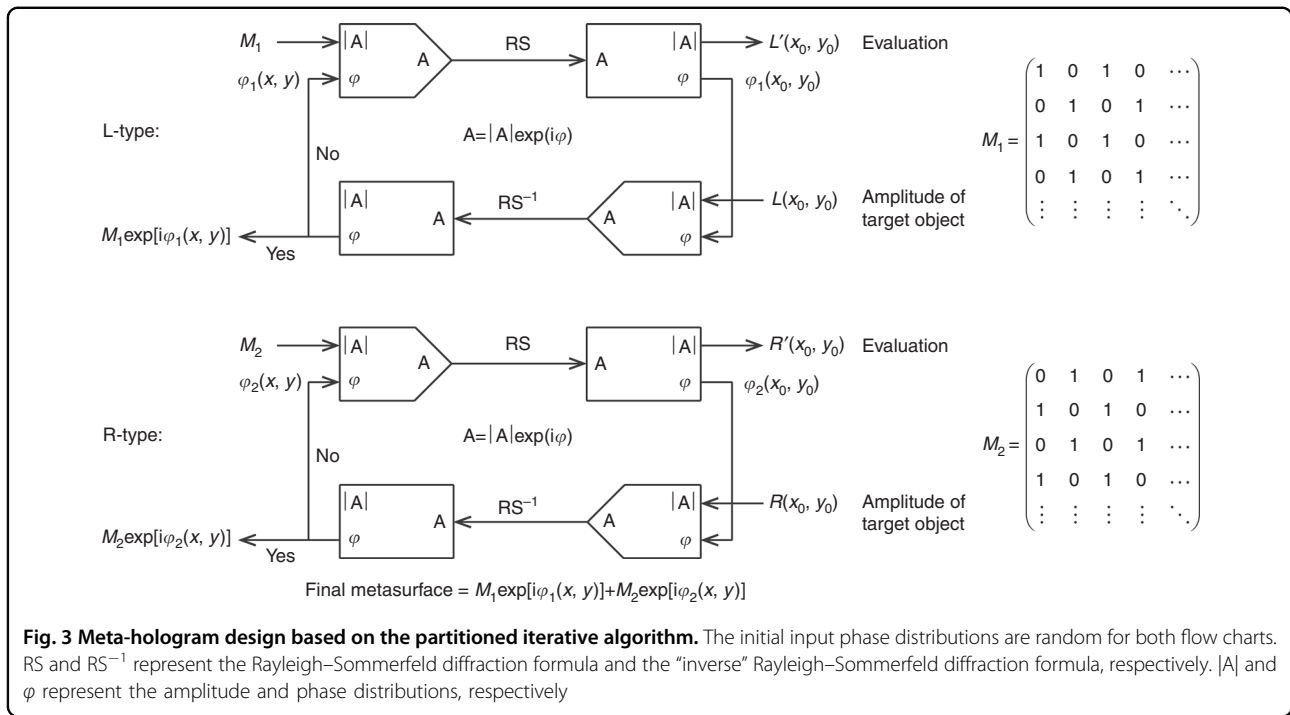 M₁ |A| A RS A |A| L′(x₀, y₀) Evaluation
φ₁(x, y) φ φ φ₁(x₀, y₀)
L-type: A=|A|exp(iφ)
No
|A| A RS⁻¹ A |A| L(x₀, y₀) Amplitude of
target object
M₁exp[iφ₁(x, y)] Yes φ φ
M₁ =
1 0 1 0 ⋯
0 1 0 1 ⋯
1 0 1 0 ⋯
0 1 0 1 ⋯
⋮ ⋮ ⋮ ⋮ ⋱
M₂ |A| A RS A |A| R′(x₀, y₀) Evaluation
φ₂(x, y) φ φ φ₂(x₀, y₀)
R-type: A=|A|exp(iφ)
No
|A| A RS⁻¹ A |A| R(x₀, y₀) Amplitude of
target object
M₂exp[iφ₂(x, y)] Yes φ φ
M₂ =
0 1 0 1 ⋯
1 0 1 0 ⋯
0 1 0 1 ⋯
1 0 1 0 ⋯
⋮ ⋮ ⋮ ⋮ ⋱
Final metasurface = M₁exp[iφ₁(x, y)]+M₂exp[iφ₂(x, y)]
Fig. 3 Meta-hologram design based on the partitioned iterative algorithm. The initial input phase distributions are random for both flow charts.
RS and RS⁻¹ represent the Rayleigh–Sommerfeld diffraction formula and the “inverse” Rayleigh–Sommerfeld diffraction formula, respectively. |A| and
φ represent the amplitude and phase distributions, respectively